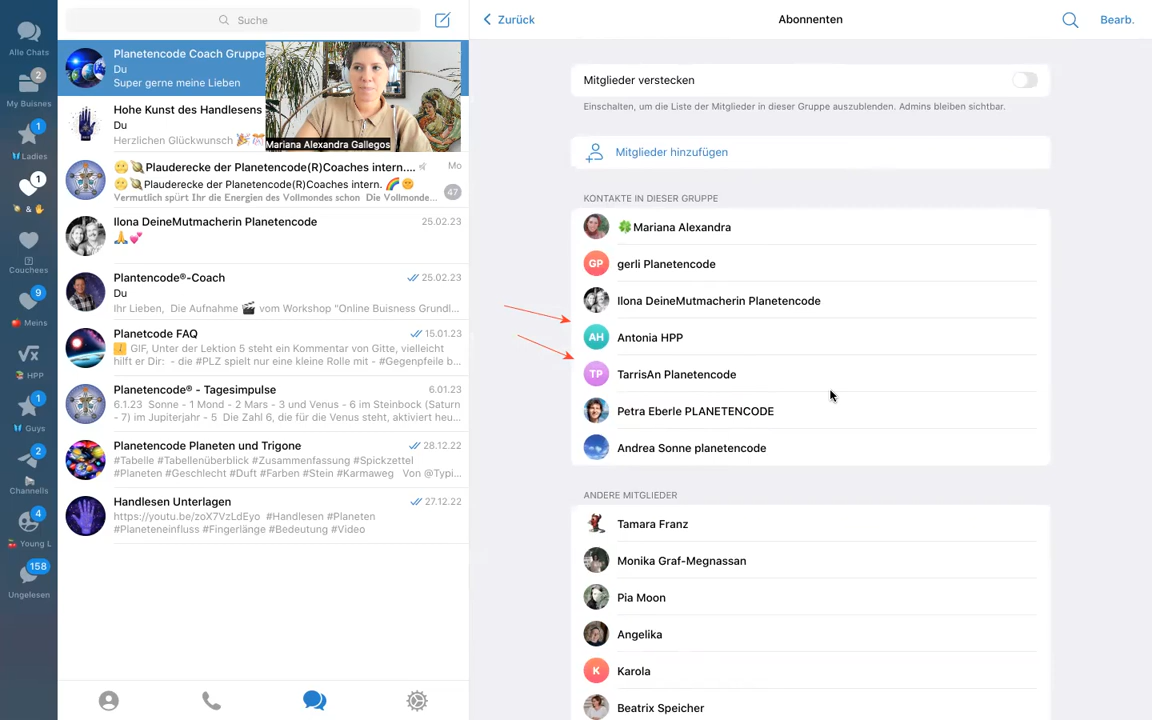 Alle Chats
2
My Buisnes
1
Ladies
1
& 
Couchees
9
Meins
HPP
1
Guys
2
Channells
4
Young L
158
Ungelesen
Suche
Planetencode Coach Gruppe
Du
Super gerne meine Lieben
Mariana Alexandra Gallegos
Hohe Kunst des Handlesens
Du
Herzlichen Glückwunsch 🎉
🌝🪐Plauderecke der Planetencode(R)Coaches intern.... Mo
🌝🪐Plauderecke der Planetencode(R)Coaches intern. 🌈🌞
Vermutlich spürt Ihr die Energien des Vollmondes schon Die Vollmonde... 47
Ilona DeineMutmacherin Planetencode 25.02.23
🙏💕
Plantencode®-Coach 25.02.23
Du
Ihr Lieben, Die Aufnahme 🎬 vom Workshop "Online Buisness Grundl...
Planetcode FAQ 15.01.23
GIF, Unter der Lektion 5 steht ein Kommentar von Gitte, vielleicht
hilft er Dir: - die #PLZ spielt nur eine kleine Rolle mit - #Gegenpfeile b...
Planetencode® - Tagesimpulse 6.01.23
6.1.23 Sonne - 1 Mond - 2 Mars - 3 und Venus - 6 im Steinbock (Saturn
- 7) im Jupiterjahr - 5 Die Zahl 6, die für die Venus steht, aktiviert heu...
Planetencode Planeten und Trigone 28.12.22
#Tabelle #Tabellenüberblick #Zusammenfassung #Spickzettel
#Planeten #Geschlecht #Duft #Farben #Stein #Karmaweg Von @Typi...
Handlesen Unterlagen 27.12.22
https://youtu.be/zoX7VzLdEyo #Handlesen #Planeten
#Planeteneinfluss #Fingerlänge #Bedeutung #Video
Zurück
Abonnenten
Bearb.
Mitglieder verstecken
Einschalten, um die Liste der Mitglieder in dieser Gruppe auszublenden. Admins bleiben sichtbar.
Mitglieder hinzufügen
KONTAKTE IN DIESER GRUPPE
🍀Mariana Alexandra
GP gerli Planetencode
Ilona DeineMutmacherin Planetencode
AH Antonia HPP
TP TarrisAn Planetencode
Petra Eberle PLANETENCODE
Andrea Sonne planetencode
ANDERE MITGLIEDER
Tamara Franz
Monika Graf-Megnassan
Pia Moon
Angelika
K Karola
Beatrix Speicher